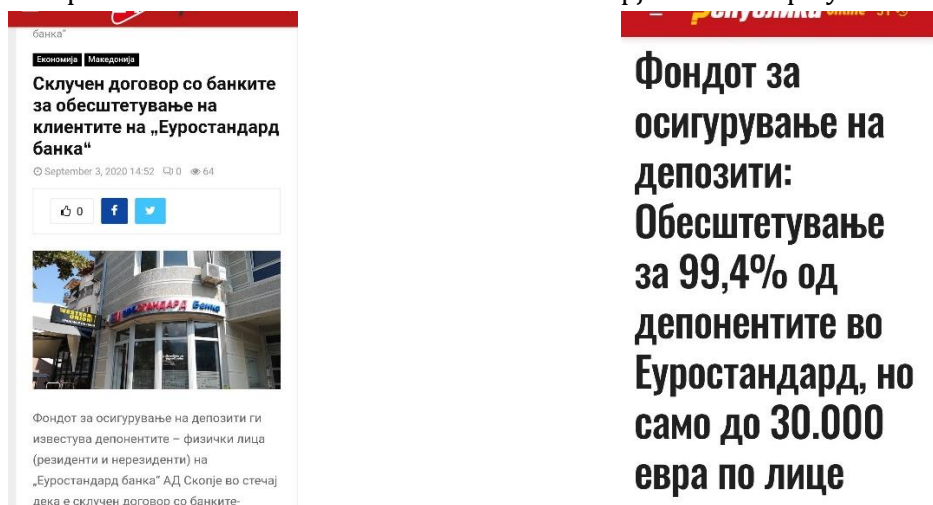 банка“
Економија Македонија
Склучен договор со банките
за обесштетување на
клиентите на „Еуростандард
банка“
September 3, 2020 14:52 0 64
0
WESTERN
UNION
Банка
Фондот за осигурување на депозити ги
известува депонентите – физички лица
(резиденти и нерезиденти) на
„Еуростандард банка“ АД Скопје во стечај
дека е склучен договор со банките-
Фондот за
осигурување на
депозити:
Обесштетување
за 99,4% од
депонентите во
Еуростандард, но
само до 30.000
евра по лице